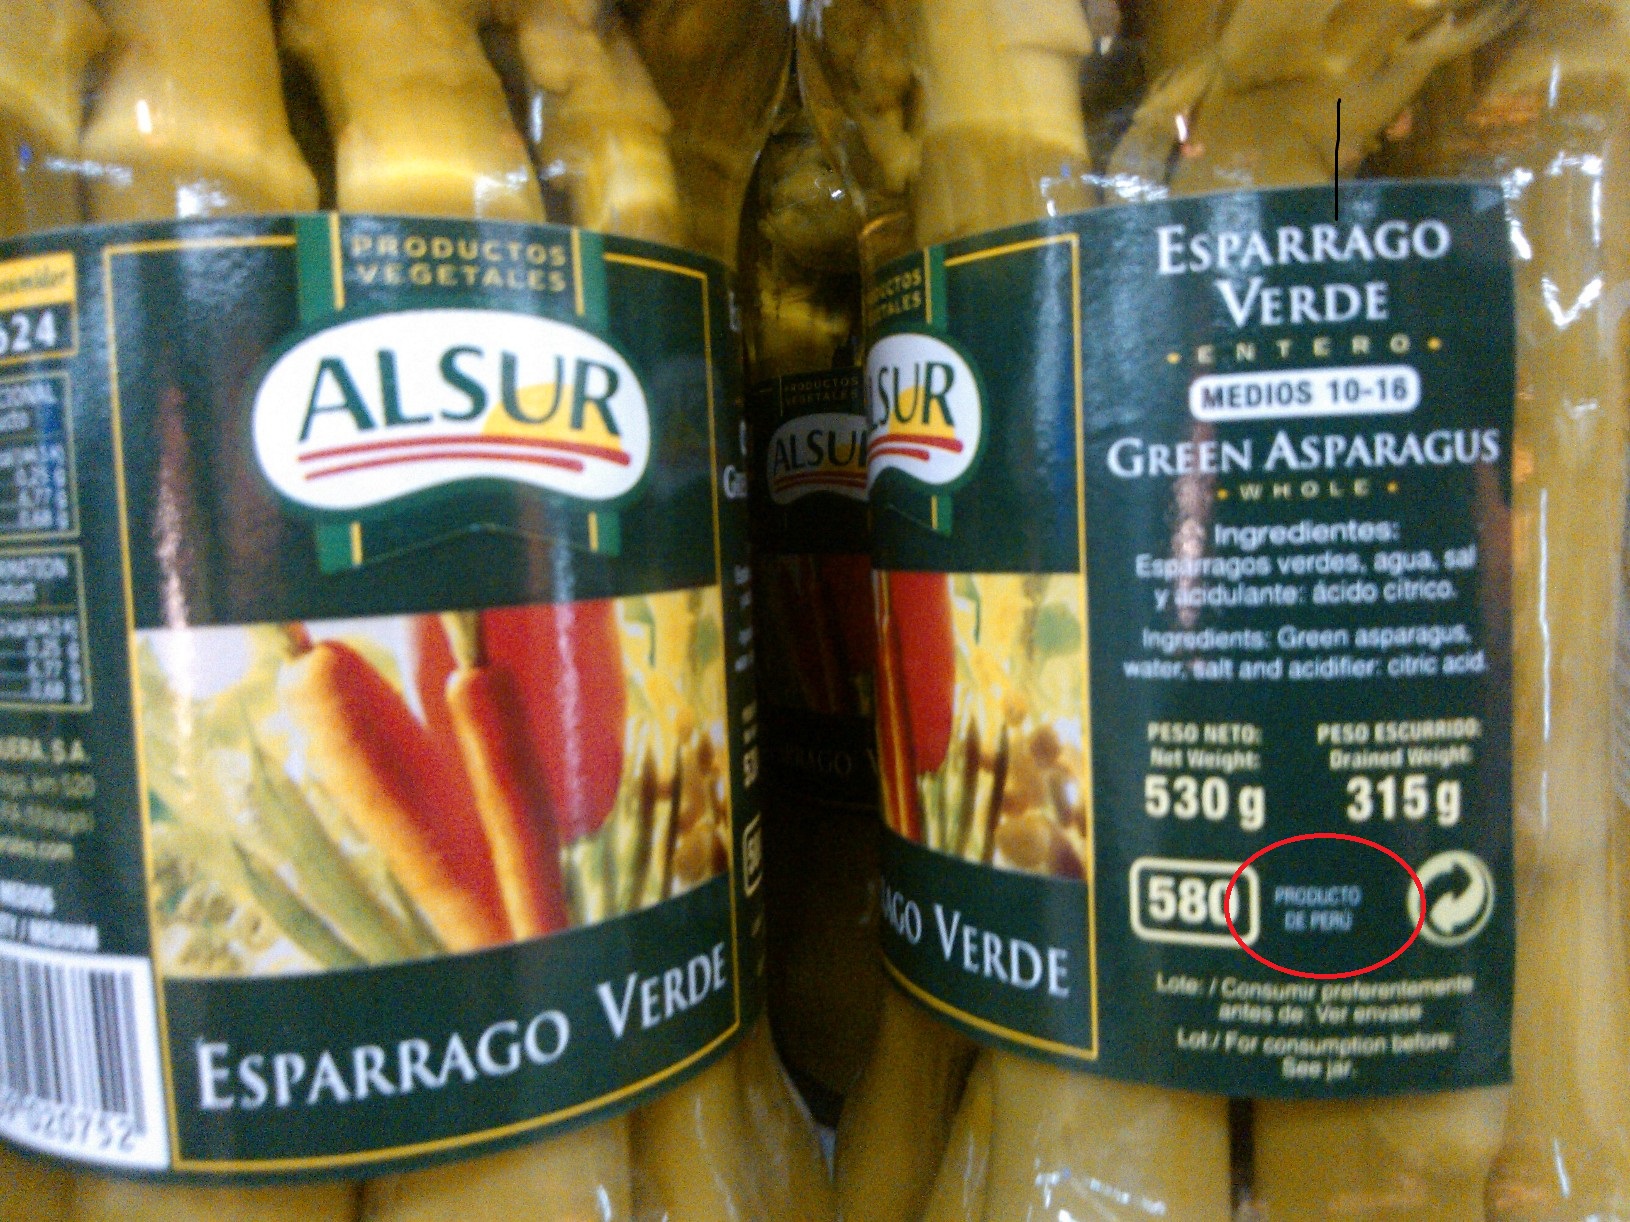 PRODUCTOS
VEGETALES
ALSUR
ESPARRAGO VERDE
624
020752
ALSUR
ESPARRAGO
VERDE
ENTERO
MEDIOS 10-16
GREEN ASPARAGUS
WHOLE
Ingredientes:
Esparragos verdes, agua, sal
y acidulante: ácido cítrico.
Ingredients: Green asparagus,
water, salt and acidifier: citric acid.
PESO NETO:
Net Weight:
530 g
PESO ESCURRIDO:
Drained Weight:
315 g
580
PRODUCTO
DE PERÚ
Lote: / Consumir preferentemente
antes de: Ver envase
Lot / For consumption before:
See jar.
VERDE
PRODUCTOS
VEGETALES